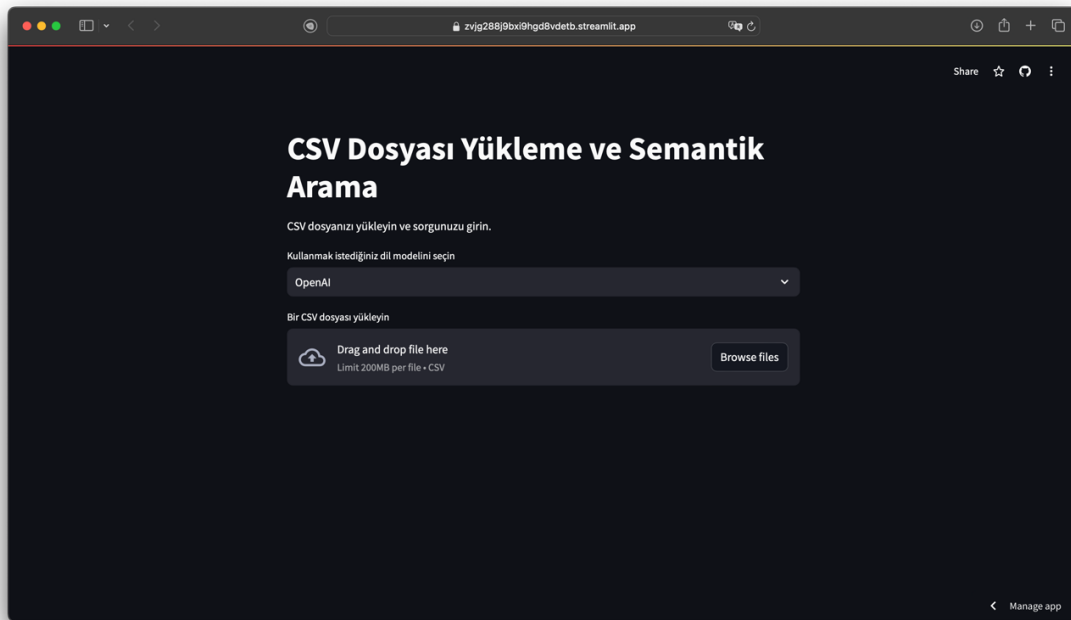 zvjg288j9bxi9hgd8vdetb.streamlit.app
Share
CSV Dosyası Yükleme ve Semantik
Arama
CSV dosyanızı yükleyin ve sorgunuzu girin.
Kullanmak istediğiniz dil modelini seçin
OpenAI
Bir CSV dosyası yükleyin
Drag and drop file here
Limit 200MB per file • CSV
Browse files
Manage app